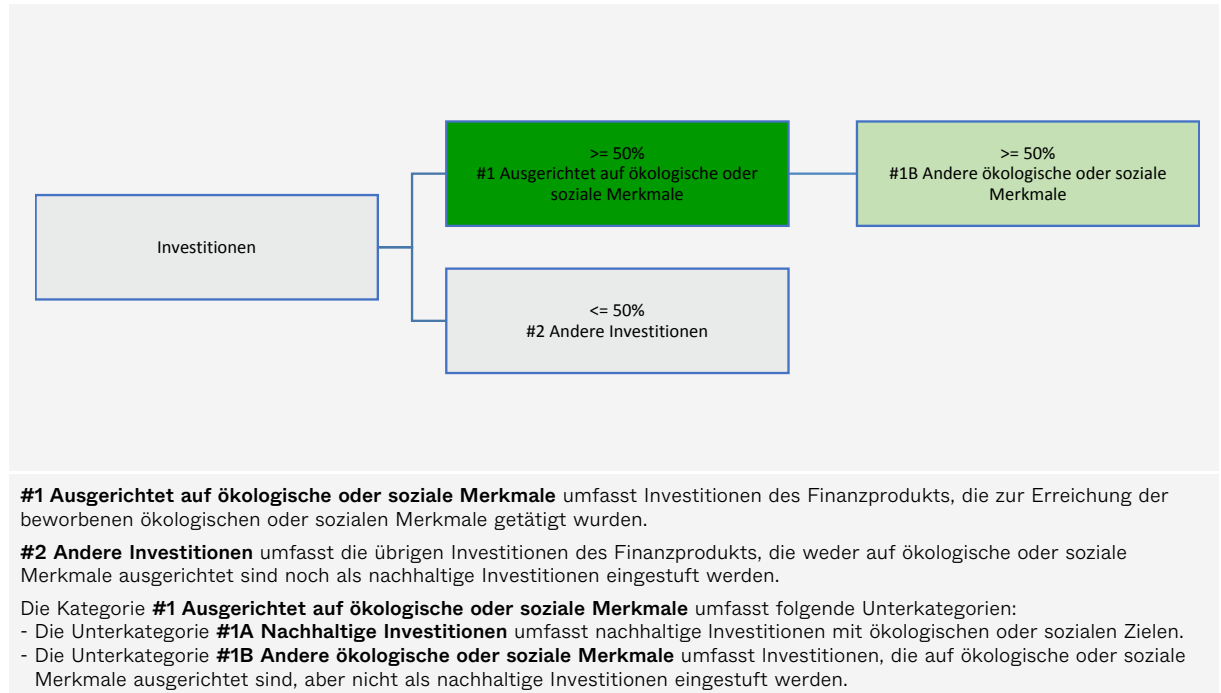 >= 50%
#1 Ausgerichtet auf ökologische oder
soziale Merkmale
>= 50%
#1B Andere ökologische oder soziale
Merkmale
Investitionen
<= 50%
#2 Andere Investitionen
#1 Ausgerichtet auf ökologische oder soziale Merkmale umfasst Investitionen des Finanzprodukts, die zur Erreichung der
beworbenen ökologischen oder sozialen Merkmale getätigt wurden.
#2 Andere Investitionen umfasst die übrigen Investitionen des Finanzprodukts, die weder auf ökologische oder soziale
Merkmale ausgerichtet sind noch als nachhaltige Investitionen eingestuft werden.
Die Kategorie #1 Ausgerichtet auf ökologische oder soziale Merkmale umfasst folgende Unterkategorien:
- Die Unterkategorie #1A Nachhaltige Investitionen umfasst nachhaltige Investitionen mit ökologischen oder sozialen Zielen.
- Die Unterkategorie #1B Andere ökologische oder soziale Merkmale umfasst Investitionen, die auf ökologische oder soziale
Merkmale ausgerichtet sind, aber nicht als nachhaltige Investitionen eingestuft werden.